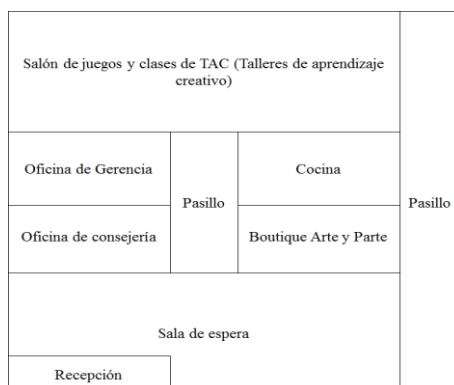 Salón de juegos y clases de TAC (Talleres de aprendizaje
creativo)
Oficina de Gerencia
Cocina
Pasillo
Pasillo
Oficina de consejería
Boutique Arte y Parte
Sala de espera
Recepción